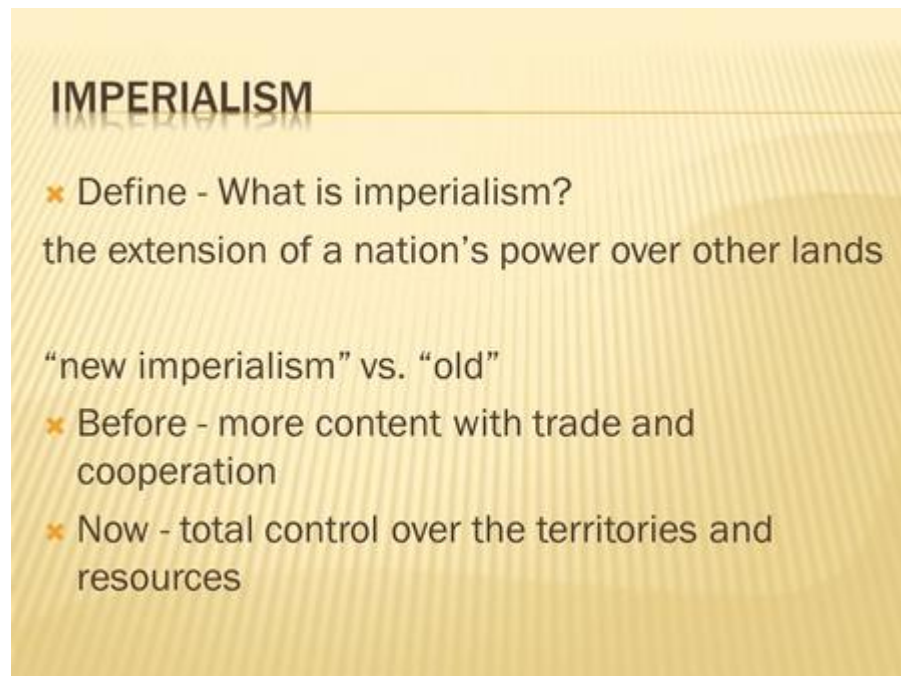 IMPERIALISM
Define - What is imperialism?
the extension of a nation’s power over other lands
“new imperialism” vs. “old”
Before - more content with trade and
cooperation
Now - total control over the territories and
resources